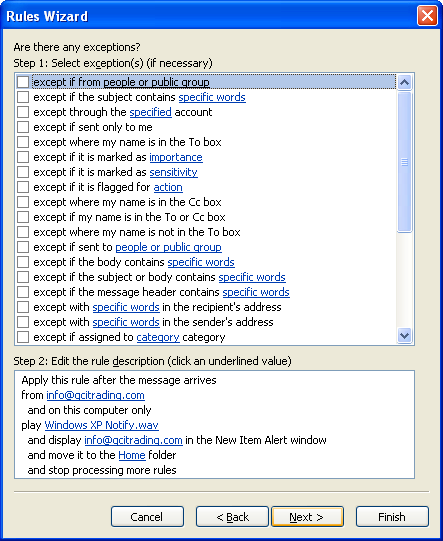 Rules Wizard
Are there any exceptions?
Step 1: Select exception(s) (if necessary)
except if from people or public group
except if the subject contains specific words
except through the specified account
except if sent only to me
except where my name is in the To box
except if it is marked as importance
except if it is marked as sensitivity
except if it is flagged for action
except where my name is in the Cc box
except if my name is in the To or Cc box
except where my name is not in the To box
except if sent to people or public group
except if the body contains specific words
except if the subject or body contains specific words
except if the message header contains specific words
except with specific words in the recipient's address
except with specific words in the sender's address
except if assigned to category category
Step 2: Edit the rule description (click an underlined value)
Apply this rule after the message arrives
from info@gcitrading.com
and on this computer only
play Windows XP Notify.wav
and display info@gcitrading.com in the New Item Alert window
and move it to the Home folder
and stop processing more rules
Cancel < Back Next > Finish